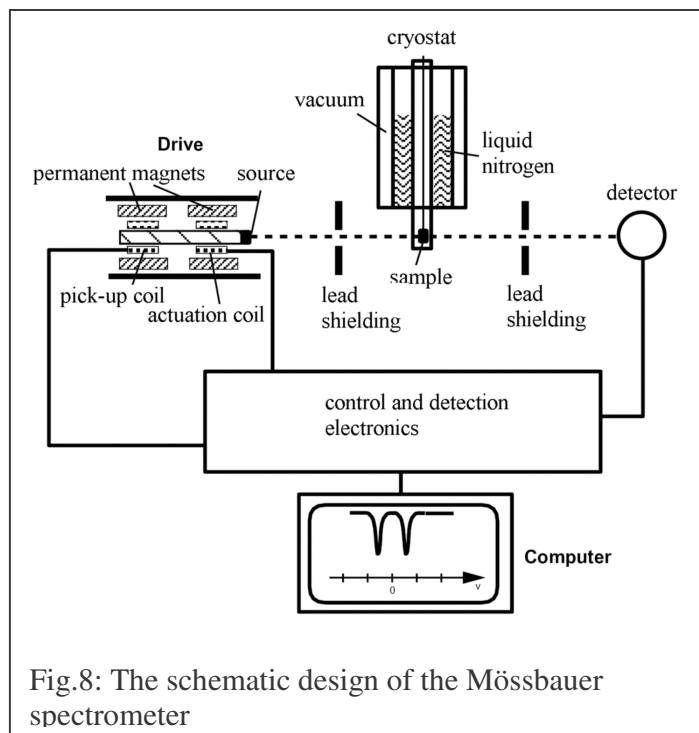 cryostat
vacuum
liquid
nitrogen
Drive
permanent magnets
source
detector
sample
pick-up coil
actuation coil
lead
shielding
lead
shielding
control and detection
electronics
Computer
0
v
Fig.8: The schematic design of the Mössbauer
spectrometer